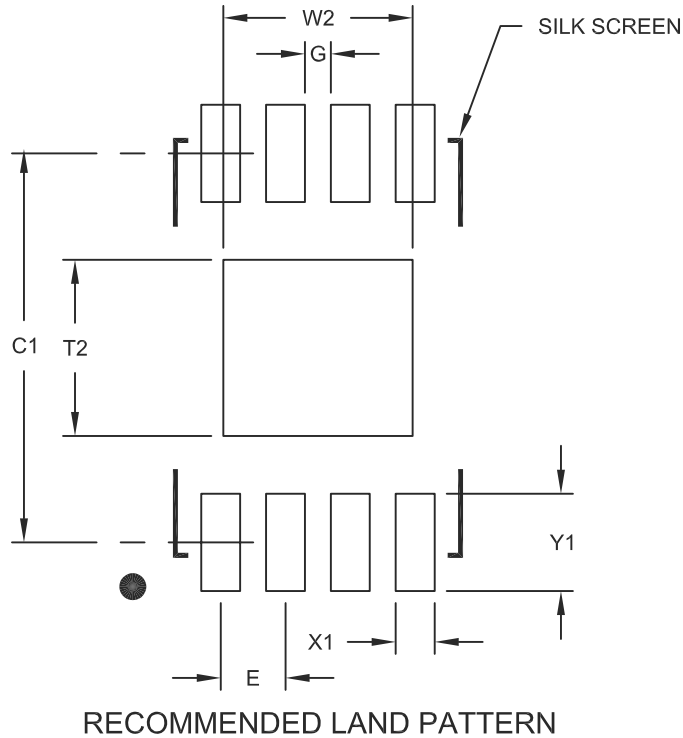 W2
SILK SCREEN
G
C1
T2
Y1
X1
E
RECOMMENDED LAND PATTERN